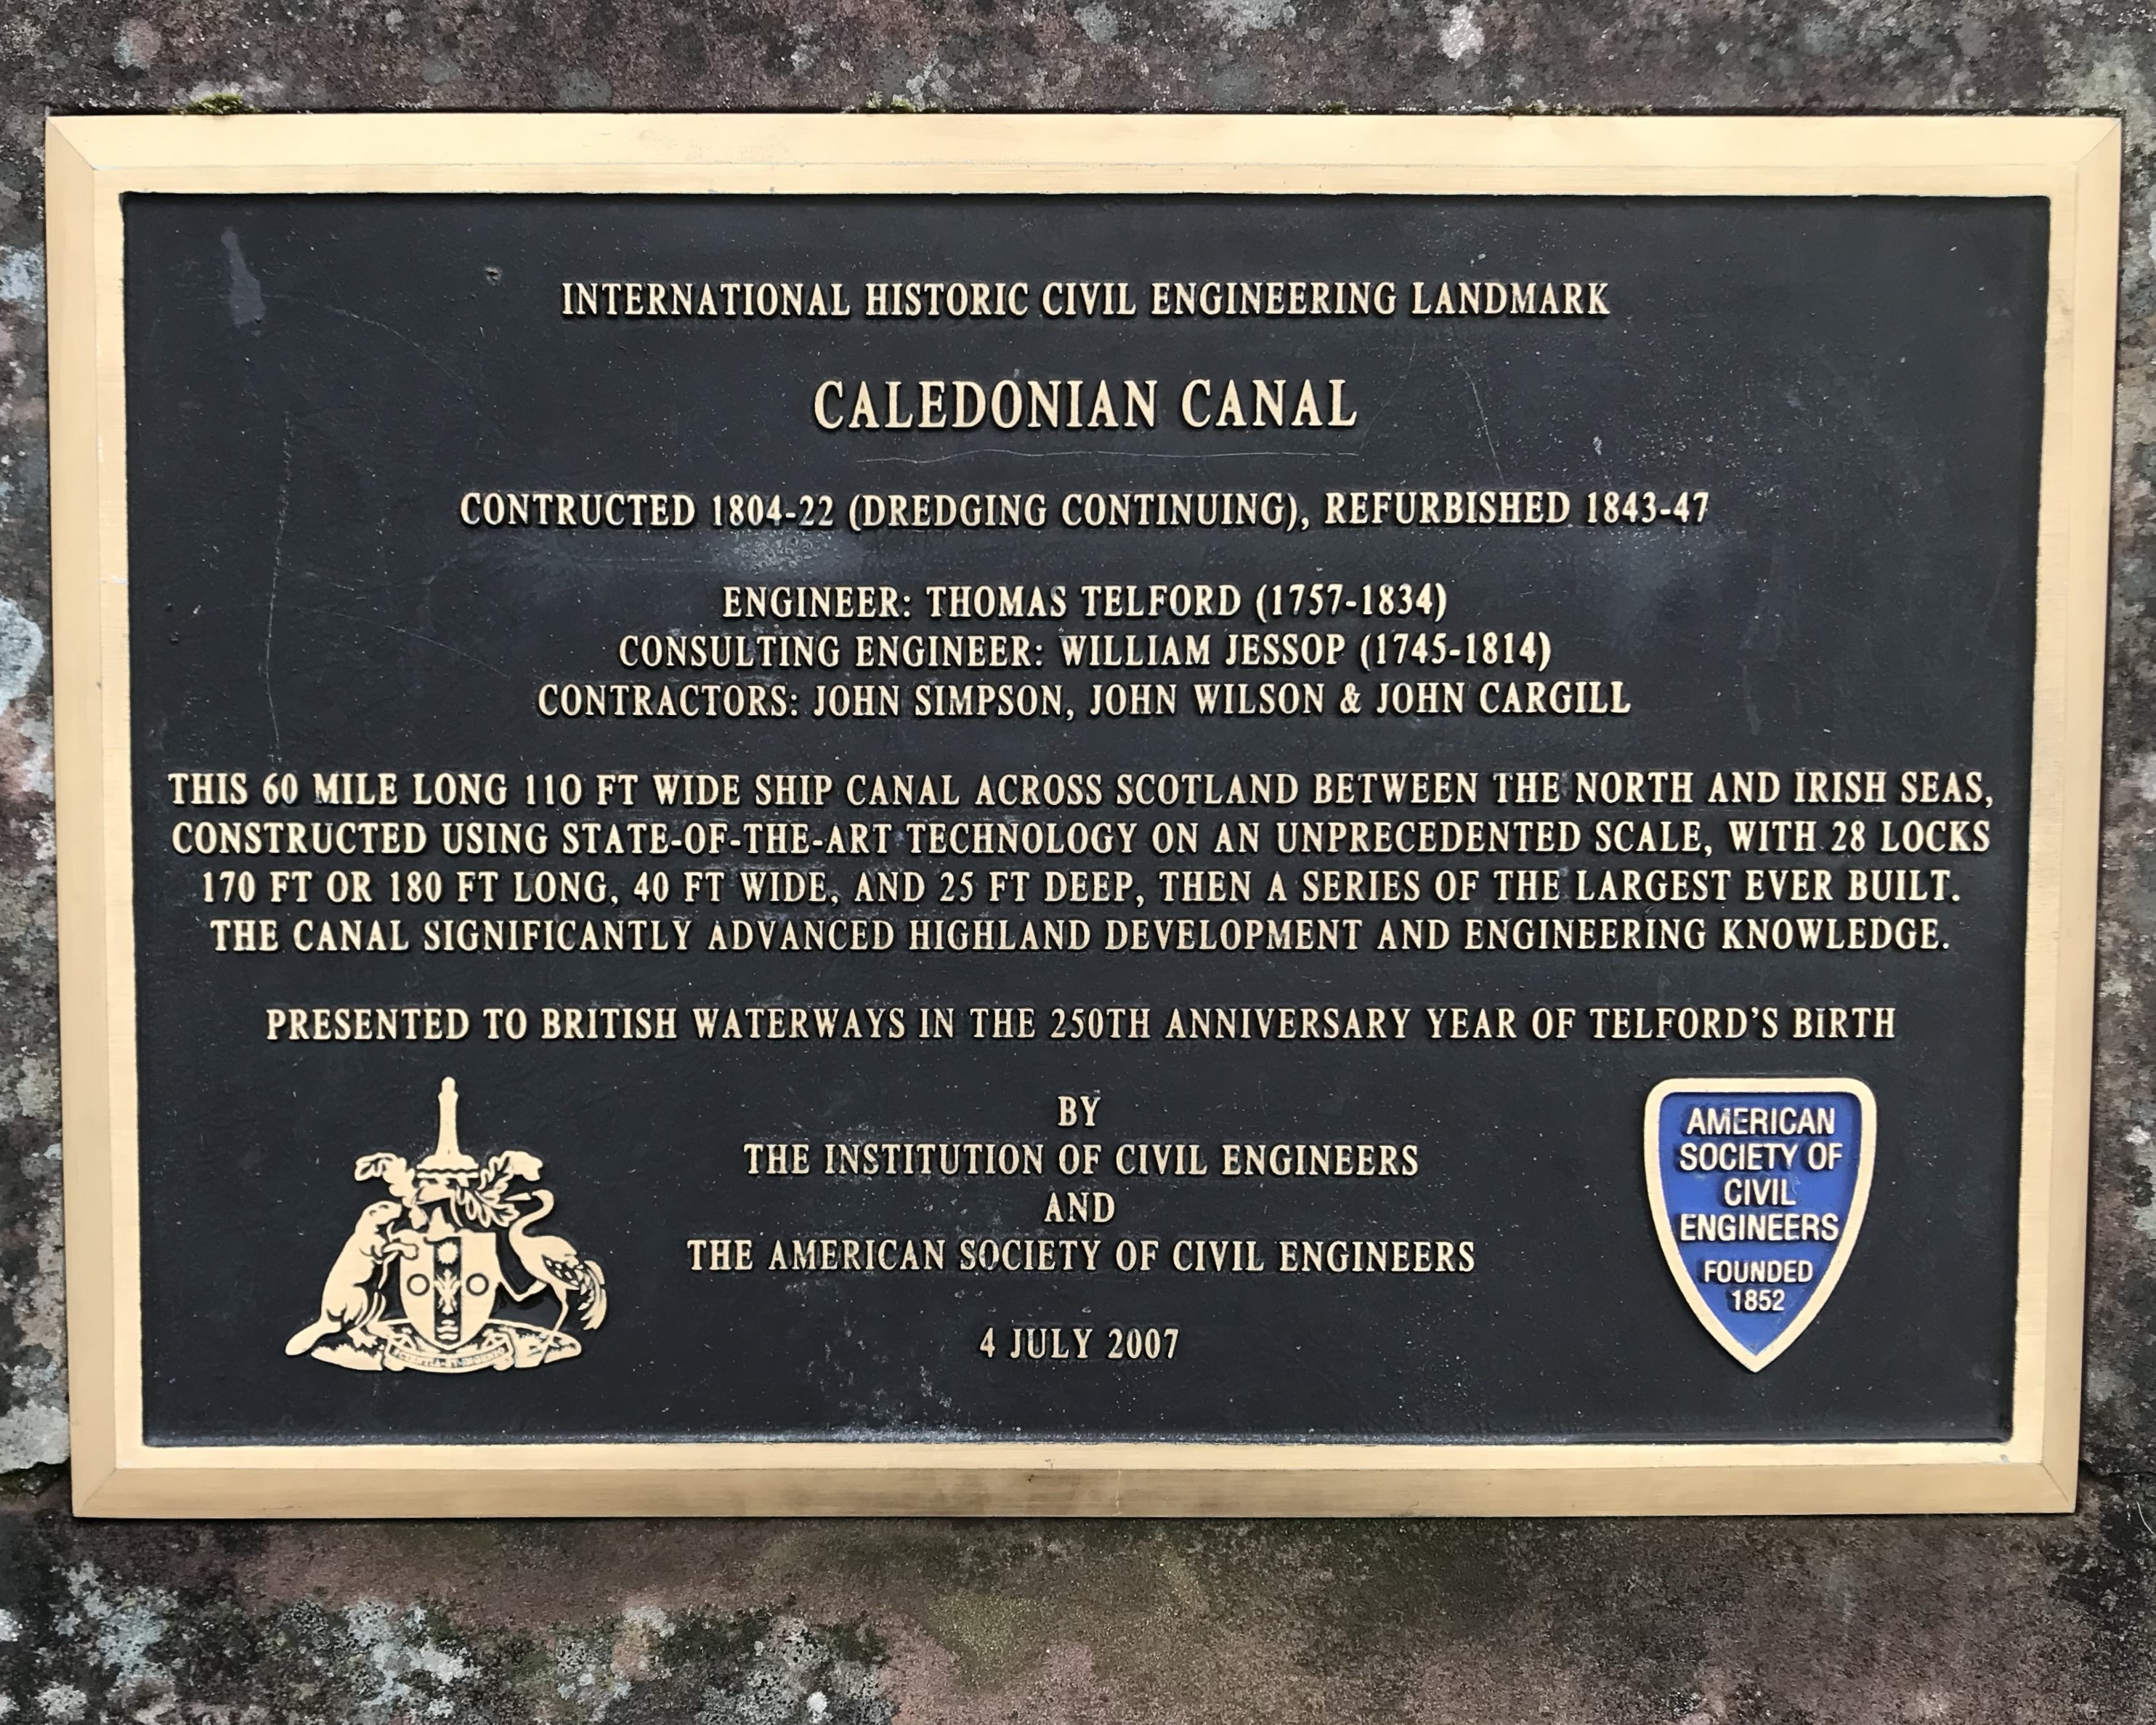 INTERNATIONAL HISTORIC CIVIL ENGINEERING LANDMARK
CALEDONIAN CANAL
CONTRUCTED 1804-22 (DREDGING CONTINUING), REFURBISHED 1843-47
ENGINEER: THOMAS TELFORD (1757-1834)
CONSULTING ENGINEER: WILLIAM JESSOP (1745-1814)
CONTRACTORS: JOHN SIMPSON, JOHN WILSON & JOHN CARGILL
THIS 60 MILE LONG 110 FT WIDE SHIP CANAL ACROSS SCOTLAND BETWEEN THE NORTH AND IRISH SEAS,
CONSTRUCTED USING STATE-OF-THE-ART TECHNOLOGY ON AN UNPRECEDENTED SCALE, WITH 28 LOCKS
170 FT OR 180 FT LONG, 40 FT WIDE, AND 25 FT DEEP, THEN A SERIES OF THE LARGEST EVER BUILT.
THE CANAL SIGNIFICANTLY ADVANCED HIGHLAND DEVELOPMENT AND ENGINEERING KNOWLEDGE.
PRESENTED TO BRITISH WATERWAYS IN THE 250TH ANNIVERSARY YEAR OF TELFORD'S BIRTH
BY
THE INSTITUTION OF CIVIL ENGINEERS
AND
THE AMERICAN SOCIETY OF CIVIL ENGINEERS
4 JULY 2007
AMERICAN
SOCIETY OF
CIVIL
ENGINEERS
FOUNDED
1852